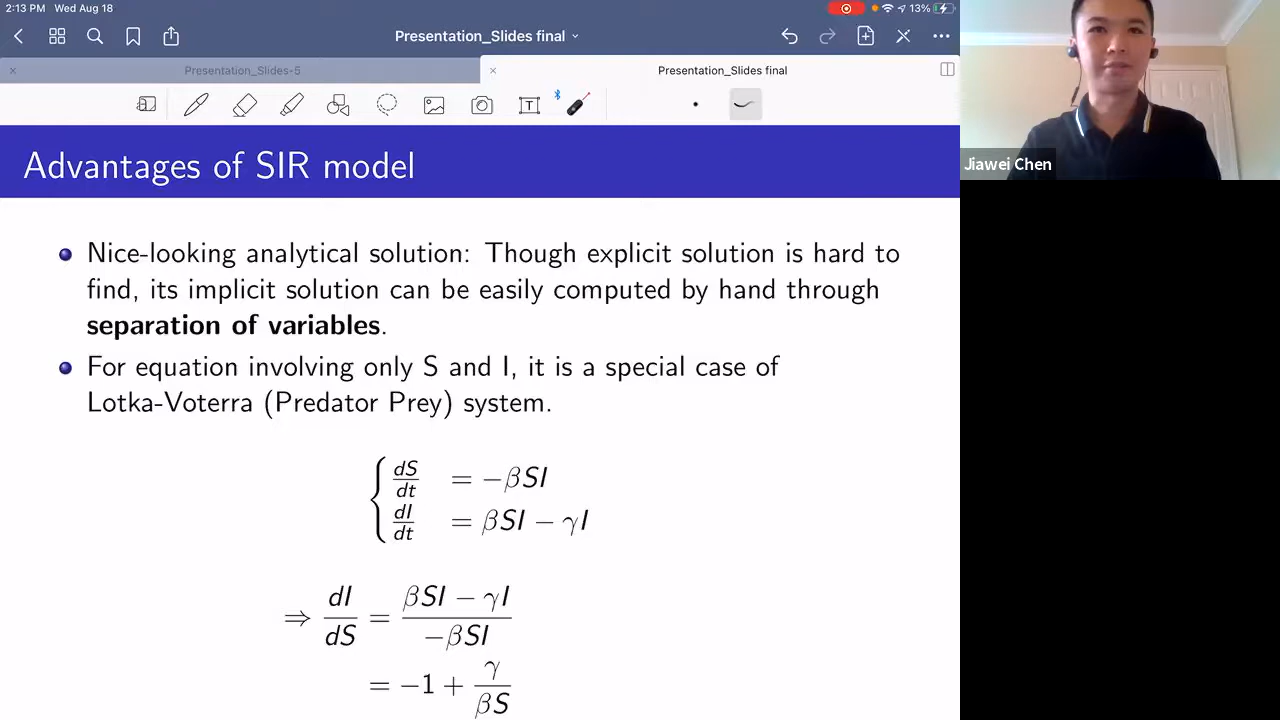 2:13 PM Wed Aug 18
13%
Presentation_Slides final
Presentation_Slides-5
Presentation_Slides final
T
Jiawei Chen
Advantages of SIR model
Nice-looking analytical solution: Though explicit solution is hard to
find, its implicit solution can be easily computed by hand through
separation of variables.
For equation involving only S and I, it is a special case of
Lotka-Voterra (Predator Prey) system.
{ dS/dt = −βSI
dI/dt = βSI − γI
⇒ dI/dS = (βSI − γI)/(−βSI)
= −1 + γ/(βS)